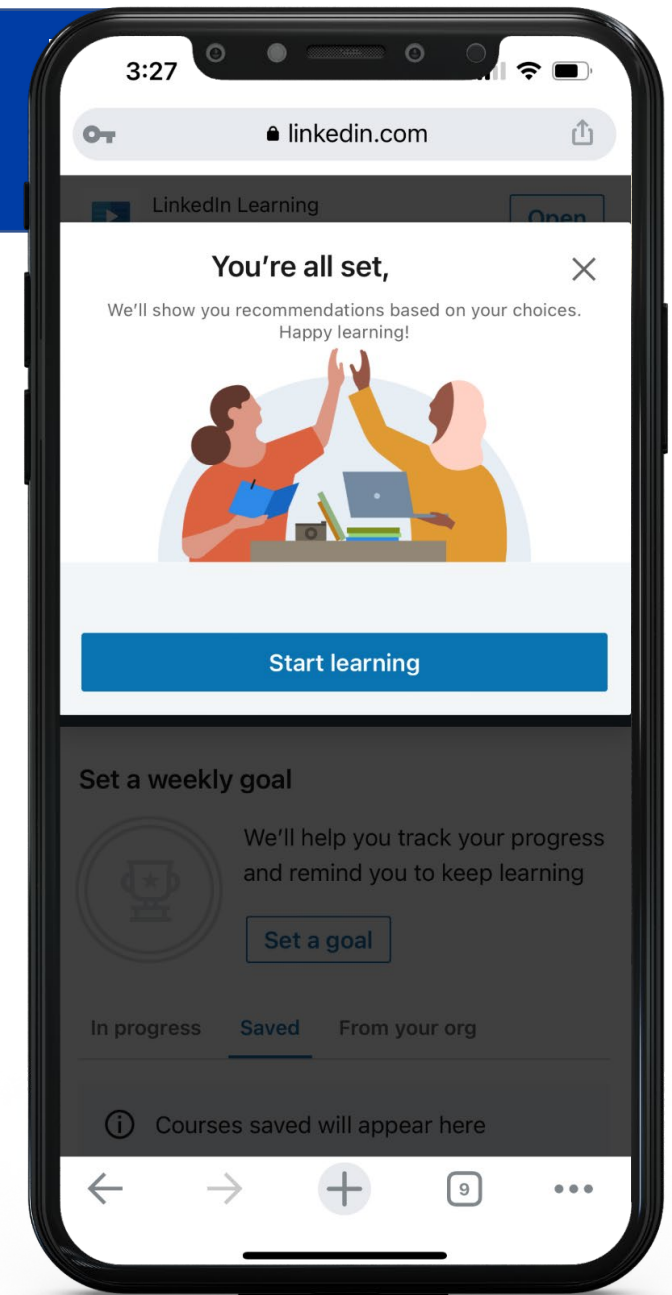 3:27
linkedin.com
LinkedIn Learning
Open
You're all set,
We'll show you recommendations based on your choices.
Happy learning!
Start learning
Set a weekly goal
We'll help you track your progress
and remind you to keep learning
Set a goal
In progress Saved From your org
Courses saved will appear here
9